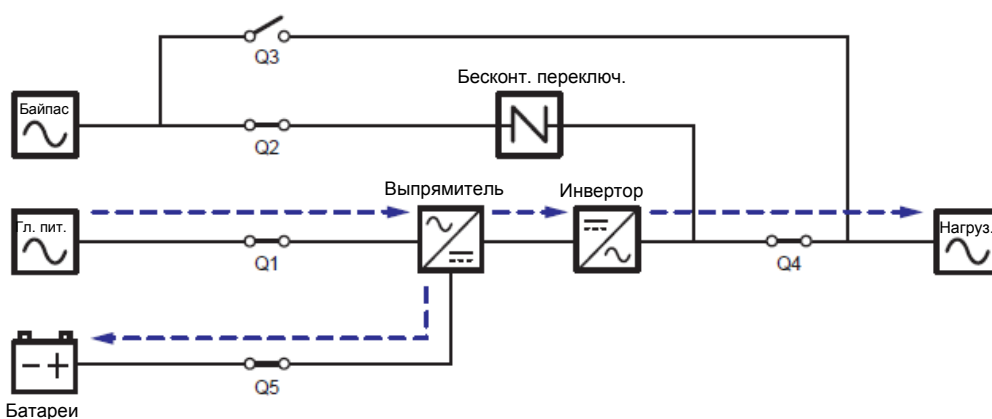 Q3
Бесконт. переключ.
Байпас
Q2
Выпрямитель
Инвертор
Гл. пит.
Нагруз.
Q1
Q4
Q5
Батареи